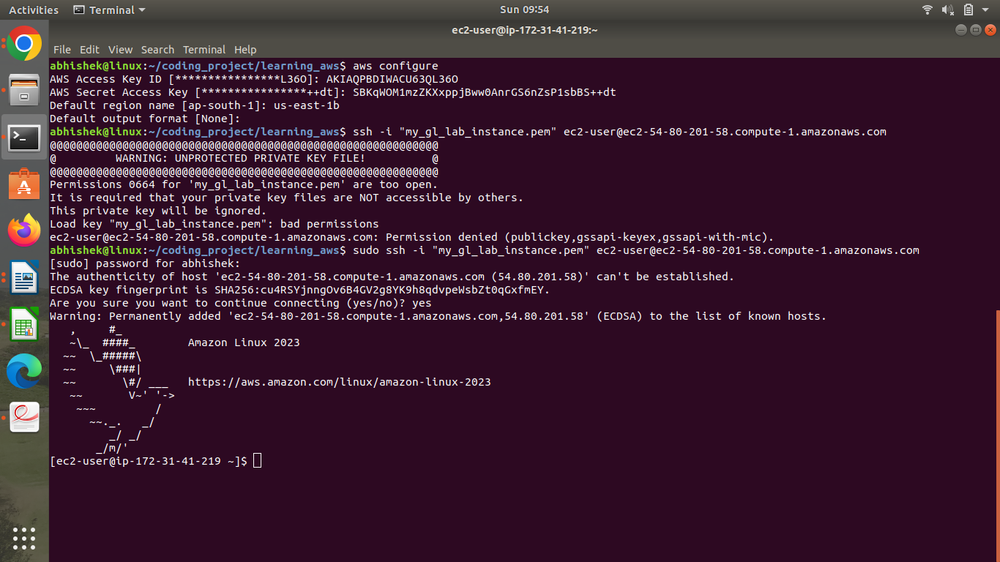 Activities Terminal Sun 09:54
ec2-user@ip-172-31-41-219:~
File Edit View Search Terminal Help
abhishek@linux:~/coding_project/learning_aws$ aws configure
AWS Access Key ID [****************L36O]: AKIAQPBDIWACU63QL36O
AWS Secret Access Key [****************++dt]: 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
Default region name [ap-south-1]: us-east-1b
Default output format [None]:
abhishek@linux:~/coding_project/learning_aws$ ssh -i "my_gl_lab_instance.pem" ec2-user@ec2-54-80-201-58.compute-1.amazonaws.com
@@@@@@@@@@@@@@@@@@@@@@@@@@@@@@@@@@@@@@@@@@@@@@@@@@@@@@@@@@@
@         WARNING: UNPROTECTED PRIVATE KEY FILE!          @
@@@@@@@@@@@@@@@@@@@@@@@@@@@@@@@@@@@@@@@@@@@@@@@@@@@@@@@@@@@
Permissions 0664 for 'my_gl_lab_instance.pem' are too open.
It is required that your private key files are NOT accessible by others.
This private key will be ignored.
Load key "my_gl_lab_instance.pem": bad permissions
ec2-user@ec2-54-80-201-58.compute-1.amazonaws.com: Permission denied (publickey,gssapi-keyex,gssapi-with-mic).
abhishek@linux:~/coding_project/learning_aws$ sudo ssh -i "my_gl_lab_instance.pem" ec2-user@ec2-54-80-201-58.compute-1.amazonaws.com
[sudo] password for abhishek:
The authenticity of host 'ec2-54-80-201-58.compute-1.amazonaws.com (54.80.201.58)' can't be established.
ECDSA key fingerprint is SHA256:cu4RSYjnngOv6B4GV2g8YK9h8qdvpeWsbZt0qGxfmEY.
Are you sure you want to continue connecting (yes/no)? yes
Warning: Permanently added 'ec2-54-80-201-58.compute-1.amazonaws.com,54.80.201.58' (ECDSA) to the list of known hosts.
   ,     #_
   ~\_  ####_        Amazon Linux 2023
  ~~  \_#####\
  ~~     \###|
  ~~       \#/ ___   https://aws.amazon.com/linux/amazon-linux-2023
   ~~       V~' '->
    ~~~         /
      ~~._.   _/
         _/ _/
       _/m/'
[ec2-user@ip-172-31-41-219 ~]$